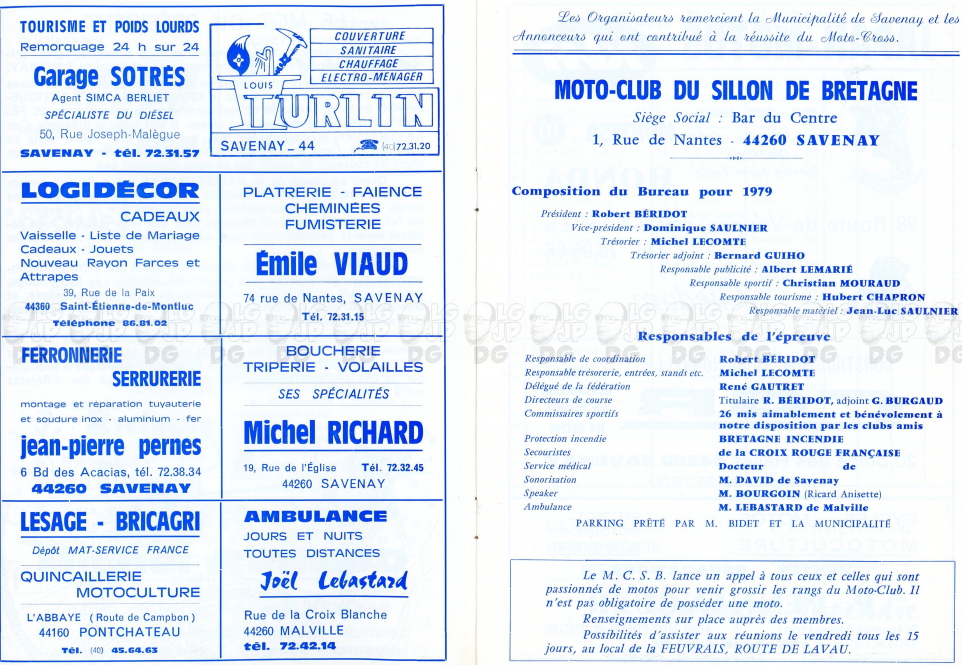 TOURISME ET POIDS LOURDS
Remorquage 24 h sur 24
Garage SOTRÈS
Agent SIMCA BERLIET
SPÉCIALISTE DU DIÉSEL
50, Rue Joseph-Malègue
SAVENAY - tél. 72.31.57
COUVERTURE
SANITAIRE
CHAUFFAGE
ELECTRO-MENAGER
LOUIS
TURLIN
SAVENAY_44
(40)72.31.20
LOGIDÉCOR
CADEAUX
Vaisselle - Liste de Mariage
Cadeaux - Jouets
Nouveau Rayon Farces et
Attrapes
39, Rue de la Paix
44360 Saint-Étienne-de-Montluc
Téléphone 86.81.02
PLATRERIE - FAIENCE
CHEMINÉES
FUMISTERIE
Émile VIAUD
74 rue de Nantes, SAVENAY
Tél. 72.31.15
FERRONNERIE
SERRURERIE
montage et réparation tuyauterie
et soudure inox - aluminium - fer
jean-pierre pernes
6 Bd des Acacias, tél. 72.38.34
44260 SAVENAY
BOUCHERIE
TRIPERIE - VOLAILLES
SES SPÉCIALITÉS
Michel RICHARD
19, Rue de l'Église Tél. 72.32.45
44260 SAVENAY
LESAGE - BRICAGRI
Dépôt MAT-SERVICE FRANCE
QUINCAILLERIE
MOTOCULTURE
L'ABBAYE (Route de Campbon)
44160 PONTCHATEAU
Tél. (40) 45.64.63
AMBULANCE
JOURS ET NUITS
TOUTES DISTANCES
Joël Lebastard
Rue de la Croix Blanche
44260 MALVILLE
tél. 72.42.14
Les Organisateurs remercient la Municipalité de Savenay et les
Annonceurs qui ont contribué à la réussite du Moto-Cross.
MOTO-CLUB DU SILLON DE BRETAGNE
Siège Social : Bar du Centre
1, Rue de Nantes - 44260 SAVENAY
Composition du Bureau pour 1979
Président : Robert BÉRIDOT
Vice-président : Dominique SAULNIER
Trésorier : Michel LECOMTE
Trésorier adjoint : Bernard GUIHO
Responsable publicité : Albert LEMARIÉ
Responsable sportif : Christian MOURAUD
Responsable tourisme : Hubert CHAPRON
Responsable matériel : Jean-Luc SAULNIER
Responsables de l'épreuve
Responsable de coordination Robert BÉRIDOT
Responsable trésorerie, entrées, stands etc. Michel LECOMTE
Délégué de la fédération René GAUTRET
Directeurs de course Titulaire R. BÉRIDOT, adjoint G. BURGAUD
Commissaires sportifs 26 mis aimablement et bénévolement à
notre disposition par les clubs amis
Protection incendie BRETAGNE INCENDIE
Secouristes de la CROIX ROUGE FRANÇAISE
Service médical Docteur de
Sonorisation M. DAVID de Savenay
Speaker M. BOURGOIN (Ricard Anisette)
Ambulance M. LEBASTARD de Malville
PARKING PRÊTÉ PAR M. BIDET ET LA MUNICIPALITÉ
Le M. C. S. B. lance un appel à tous ceux et celles qui sont
passionnés de motos pour venir grossir les rangs du Moto-Club. Il
n'est pas obligatoire de posséder une moto.
Renseignements sur place auprès des membres.
Possibilités d'assister aux réunions le vendredi tous les 15
jours, au local de la FEUVRAIS, ROUTE DE LAVAU.